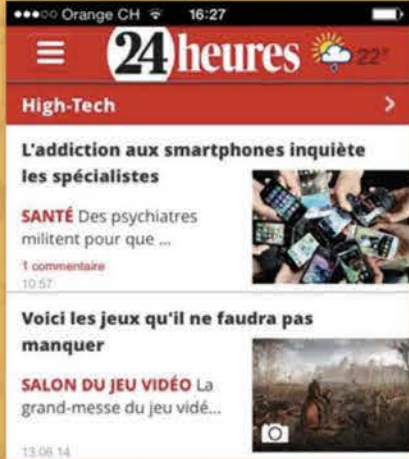 Orange CH 16:27
24 heures 22°
High-Tech
L'addiction aux smartphones inquiète
les spécialistes
SANTÉ Des psychiatres
militent pour que ...
1 commentaire
10:57
Voici les jeux qu'il ne faudra pas
manquer
SALON DU JEU VIDÉO La
grand-messe du jeu vidé...
13.06.14